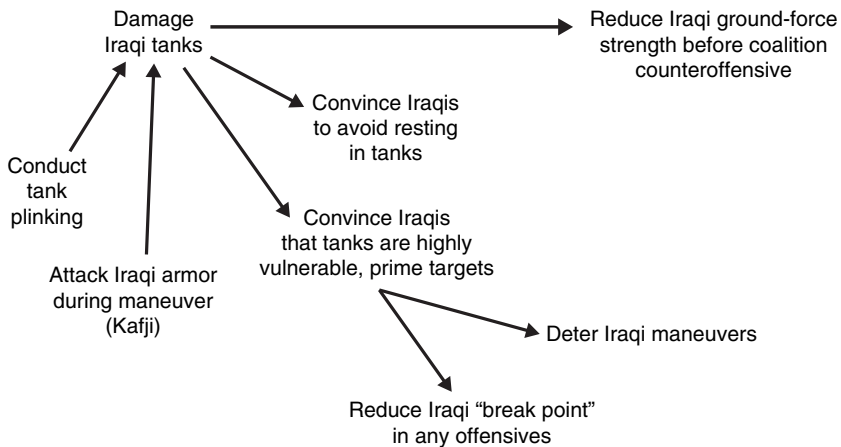 Damage
Iraqi tanks
Reduce Iraqi ground-force
strength before coalition
counteroffensive
Convince Iraqis
to avoid resting
in tanks
Conduct
tank
plinking
Convince Iraqis
that tanks are highly
vulnerable, prime targets
Attack Iraqi armor
during maneuver
(Kafji)
Deter Iraqi maneuvers
Reduce Iraqi “break point”
in any offensives